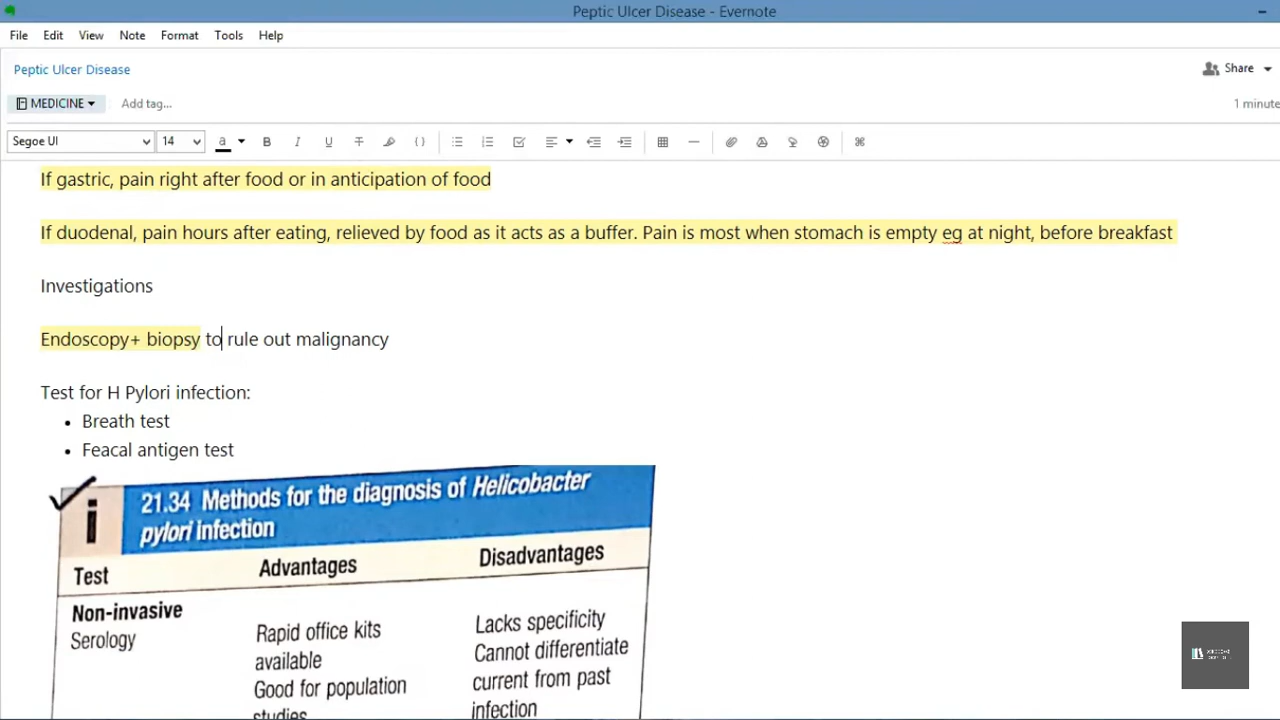 Peptic Ulcer Disease - Evernote
File Edit View Note Format Tools Help
Peptic Ulcer Disease
Share
MEDICINE Add tag...
1 minute
Segoe UI 14 a B I U T
If gastric, pain right after food or in anticipation of food
If duodenal, pain hours after eating, relieved by food as it acts as a buffer. Pain is most when stomach is empty eg at night, before breakfast
Investigations
Endoscopy+ biopsy to rule out malignancy
Test for H Pylori infection:
• Breath test
• Feacal antigen test
i
21.34 Methods for the diagnosis of Helicobacter
pylori infection
Test Advantages Disadvantages
Non-invasive
Serology
Rapid office kits
available
Good for population
studies
Lacks specificity
Cannot differentiate
current from past
infection